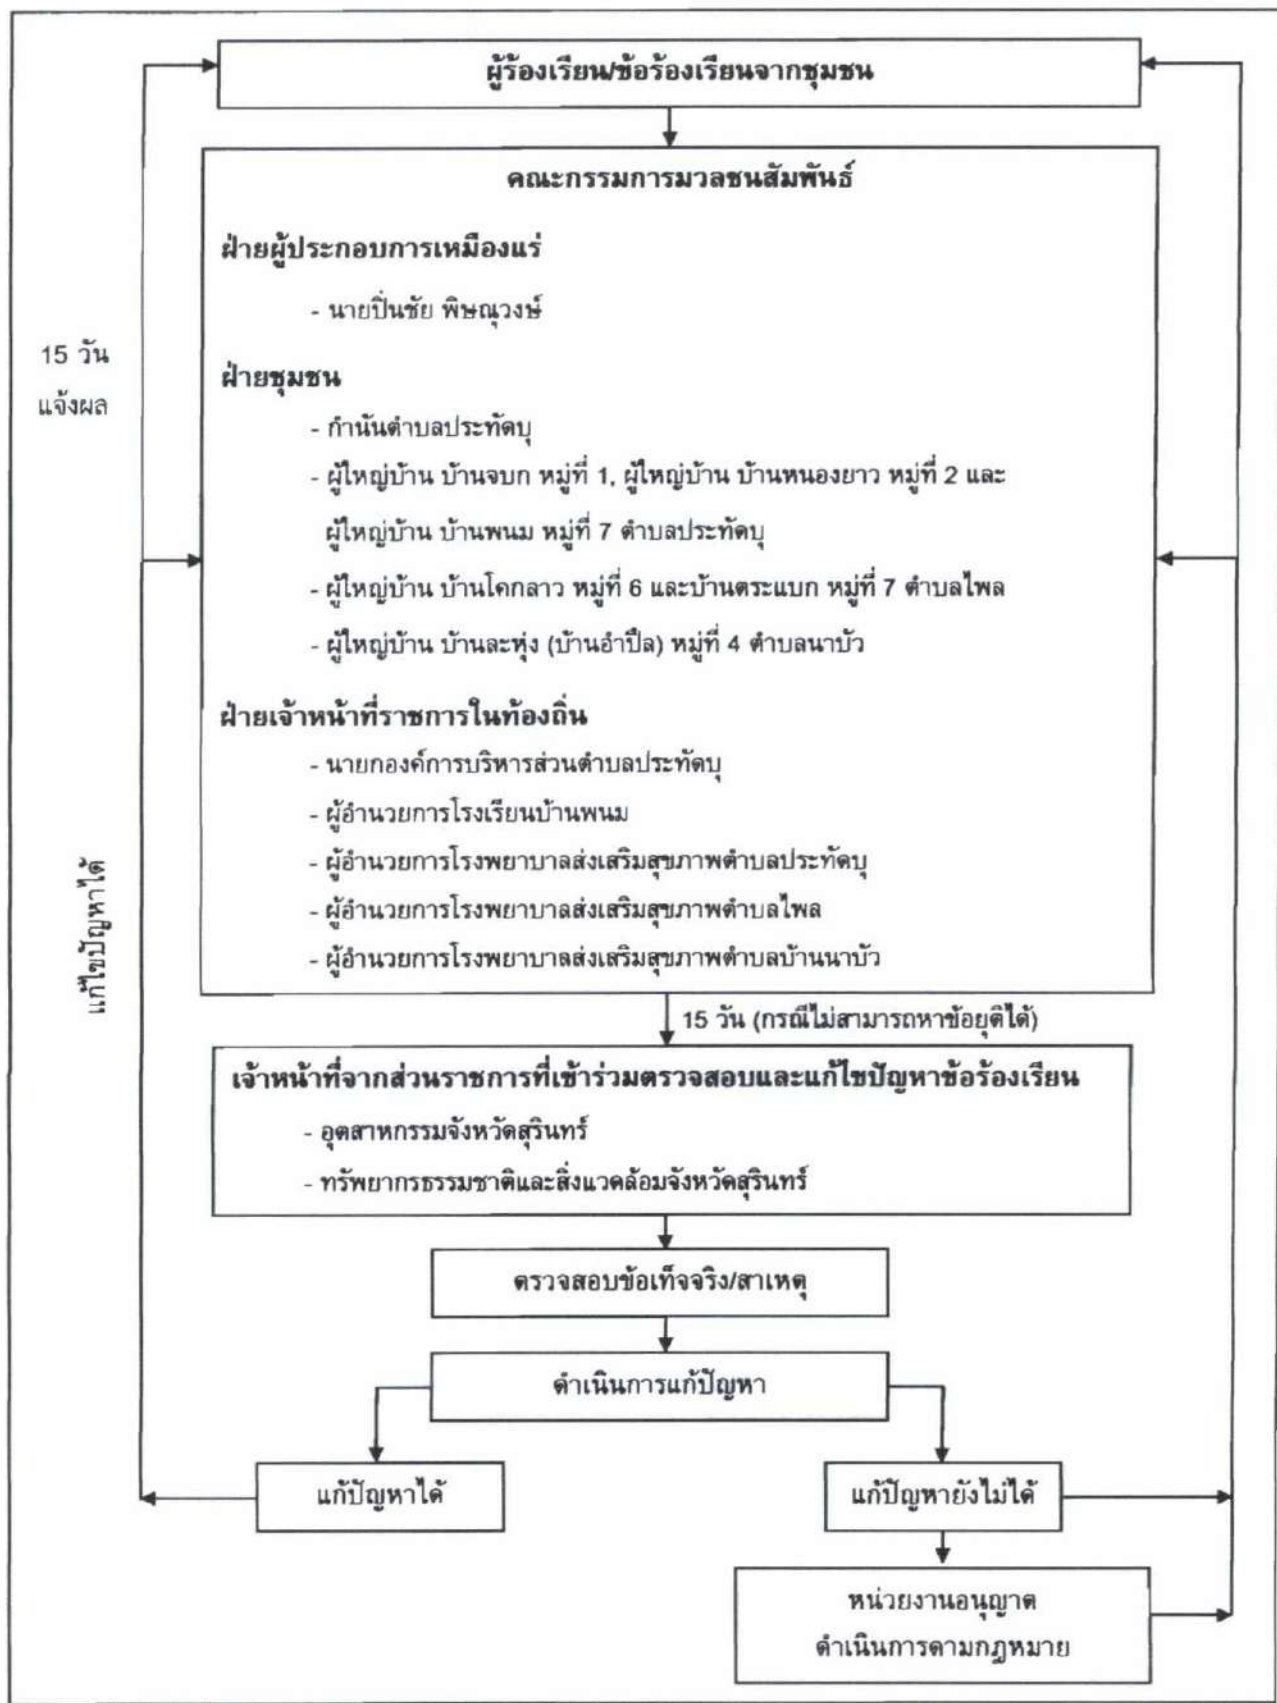 ผู้ร้องเรียน/ข้อร้องเรียนจากชุมชน
คณะกรรมการมวลชนสัมพันธ์
ฝ่ายผู้ประกอบการเหมืองแร่
- นายปิ่นชัย พิษณุวงษ์
15 วัน
แจ้งผล
ฝ่ายชุมชน
- กำนันตำบลประทัดบุ
- ผู้ใหญ่บ้าน บ้านจบก หมู่ที่ 1, ผู้ใหญ่บ้าน บ้านหนองยาว หมู่ที่ 2 และ
ผู้ใหญ่บ้าน บ้านพนม หมู่ที่ 7 ตำบลประทัดบุ
- ผู้ใหญ่บ้าน บ้านโคกลาว หมู่ที่ 6 และบ้านตระแบก หมู่ที่ 7 ตำบลไพล
- ผู้ใหญ่บ้าน บ้านละหุ่ง (บ้านอำปึล) หมู่ที่ 4 ตำบลนาบัว
ฝ่ายเจ้าหน้าที่ราชการในท้องถิ่น
- นายกองค์การบริหารส่วนตำบลประทัดบุ
- ผู้อำนวยการโรงเรียนบ้านพนม
- ผู้อำนวยการโรงพยาบาลส่งเสริมสุขภาพตำบลประทัดบุ
- ผู้อำนวยการโรงพยาบาลส่งเสริมสุขภาพตำบลไพล
- ผู้อำนวยการโรงพยาบาลส่งเสริมสุขภาพตำบลบ้านนาบัว
แก้ไขปัญหาได้
15 วัน (กรณีไม่สามารถหาข้อยุติได้)
เจ้าหน้าที่จากส่วนราชการที่เข้าร่วมตรวจสอบและแก้ไขปัญหาข้อร้องเรียน
- อุตสาหกรรมจังหวัดสุรินทร์
- ทรัพยากรธรรมชาติและสิ่งแวดล้อมจังหวัดสุรินทร์
ตรวจสอบข้อเท็จจริง/สาเหตุ
ดำเนินการแก้ปัญหา
แก้ปัญหาได้
แก้ปัญหายังไม่ได้
หน่วยงานอนุญาต
ดำเนินการตามกฎหมาย